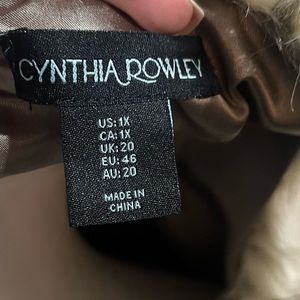 CYNTHIA ROWLEY
US: 1X
CA: 1X
UK: 20
EU: 46
AU: 20
MADE IN
CHINA